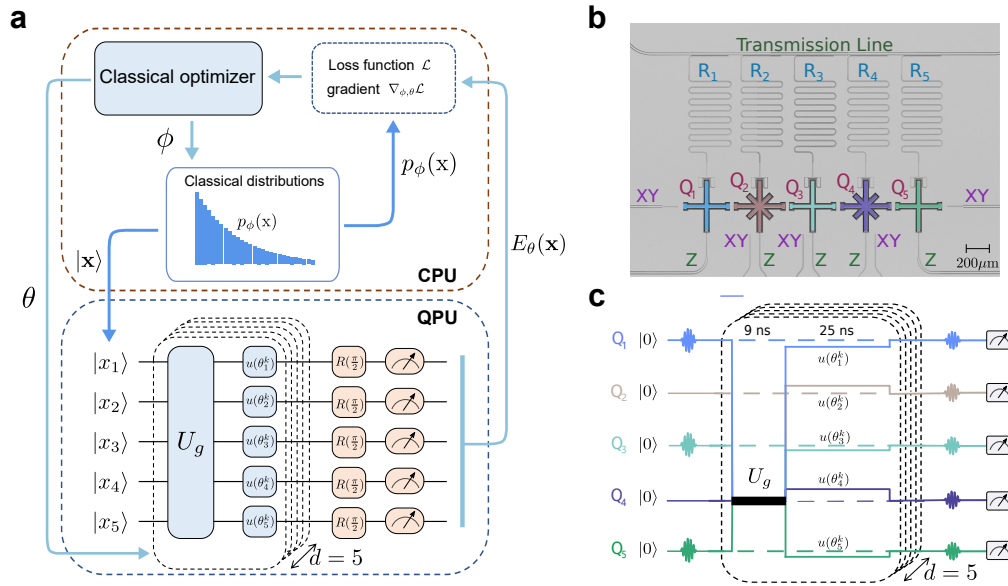 a
Classical optimizer
Loss function ℒ
gradient ∇ϕ,θℒ
ϕ
Classical distributions
pϕ(x)
pϕ(x)
|x⟩
Eθ(x)
θ
CPU
QPU
|x₁⟩ u(θ₁ᵏ) R(π/2)
|x₂⟩ u(θ₂ᵏ) R(π/2)
|x₃⟩ U_g u(θ₃ᵏ) R(π/2)
|x₄⟩ u(θ₄ᵏ) R(π/2)
|x₅⟩ u(θ₅ᵏ) R(π/2)
d = 5
b
Transmission Line
R₁ R₂ R₃ R₄ R₅
Q₁ Q₂ Q₃ Q₄ Q₅
XY XY
XY XY
Z Z Z Z
200μm
c
9 ns 25 ns
Q₁ |0⟩ u(θ₁ᵏ)
Q₂ |0⟩ u(θ₂ᵏ)
Q₃ |0⟩ u(θ₃ᵏ)
Q₄ |0⟩ U_g u(θ₄ᵏ)
Q₅ |0⟩ u(θ₅ᵏ)
d = 5